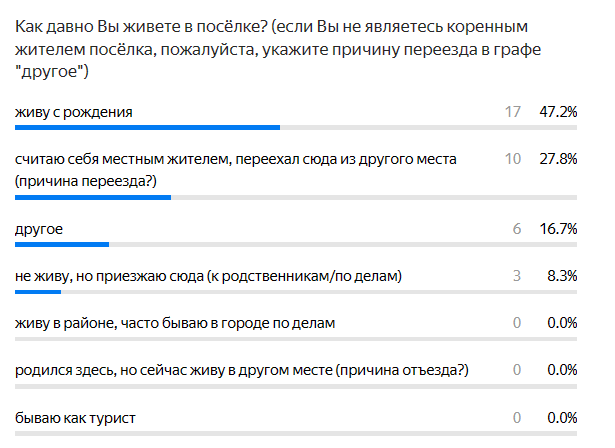 Как давно Вы живете в посёлке? (если Вы не являетесь коренным
жителем посёлка, пожалуйста, укажите причину переезда в графе
"другое")
живу с рождения 17 47.2%
считаю себя местным жителем, переехал сюда из другого места 10 27.8%
(причина переезда?)
другое 6 16.7%
не живу, но приезжаю сюда (к родственникам/по делам) 3 8.3%
живу в районе, часто бываю в городе по делам 0 0.0%
родился здесь, но сейчас живу в другом месте (причина отъезда?) 0 0.0%
бываю как турист 0 0.0%